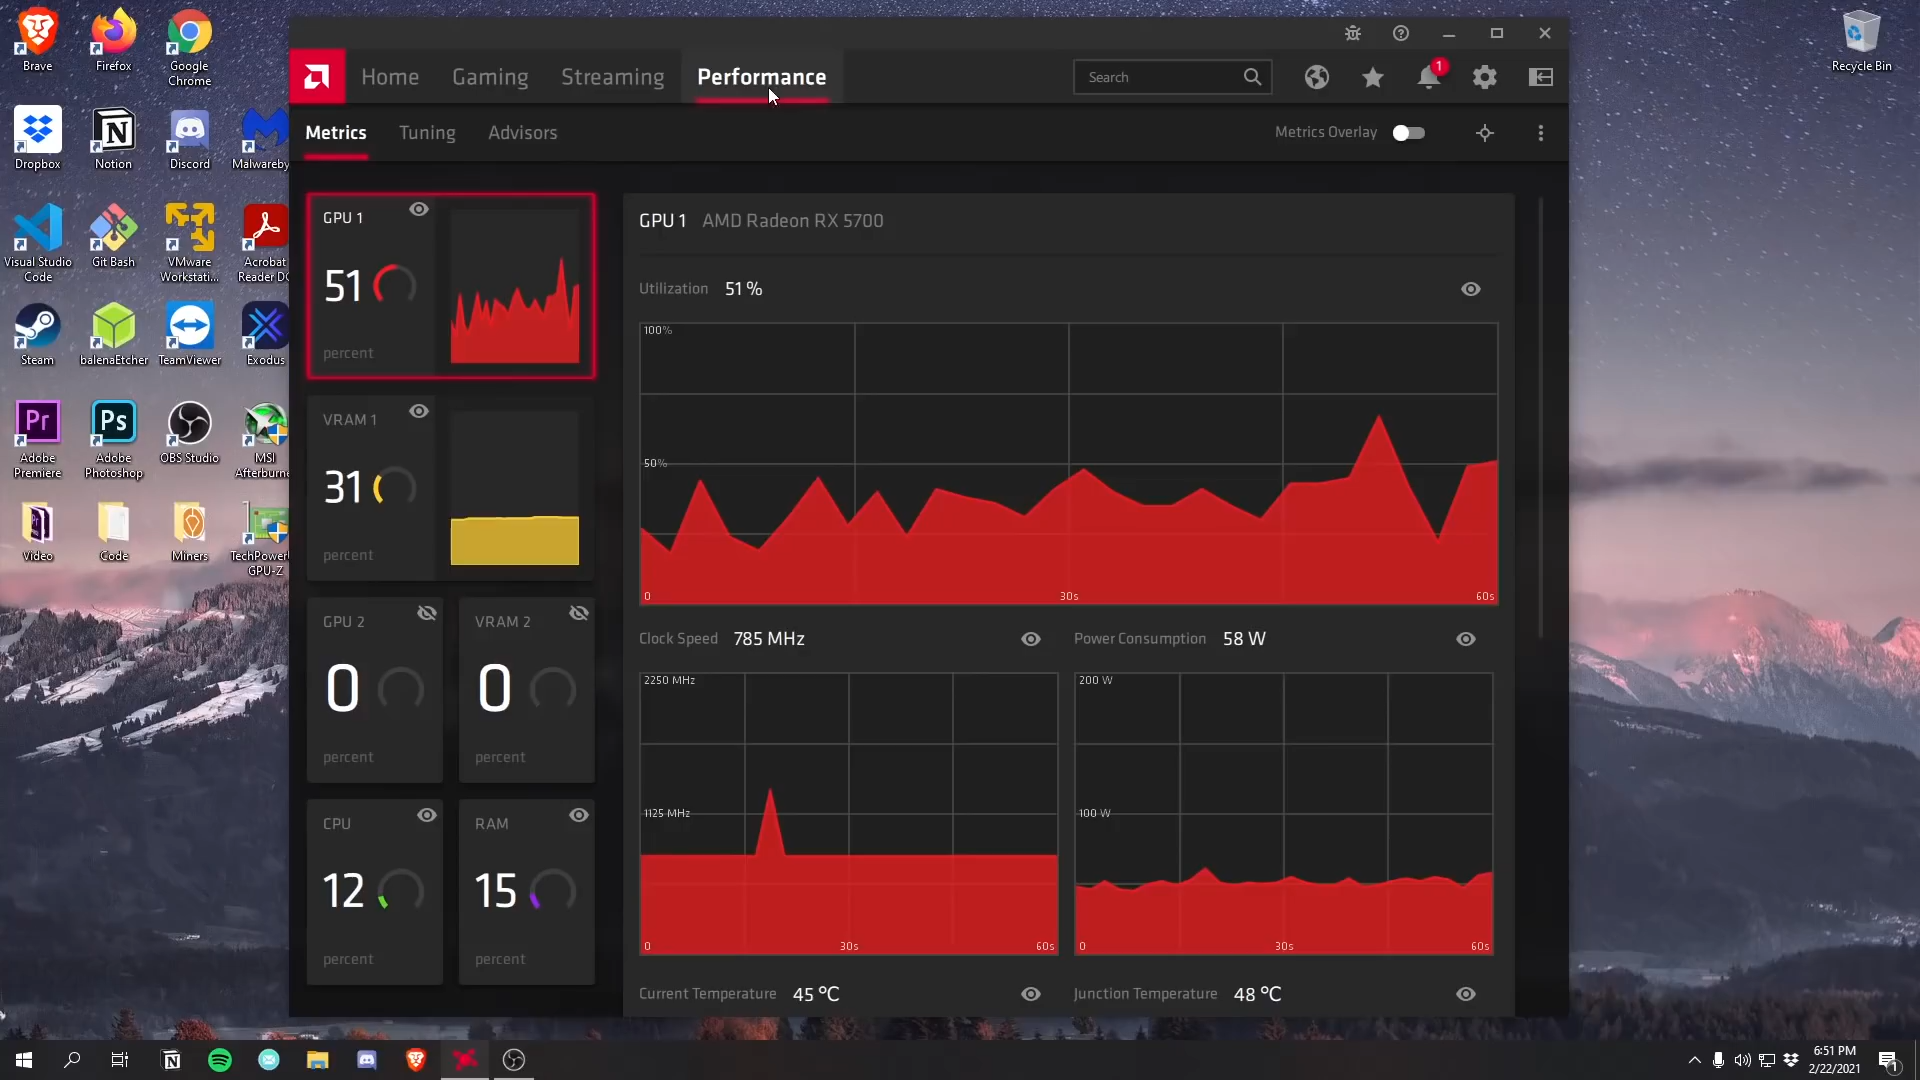 Brave
Firefox
Google
Chrome
Recycle Bin
Dropbox
Notion
Discord
Malwareby
Visual Studio
Code
Git Bash
VMware
Workstati...
Acrobat
Reader DC
Steam
balenaEtcher
TeamViewer
Exodus
Adobe
Premiere
Adobe
Photoshop
OBS Studio
MSI
Afterburne
Video
Code
Miners
TechPowerU
GPU-Z
Home
Gaming
Streaming
Performance
Search
1
Metrics
Tuning
Advisors
Metrics Overlay
GPU 1
51
percent
VRAM 1
31
percent
GPU 2
0
percent
VRAM 2
0
percent
CPU
12
percent
RAM
15
percent
GPU 1 AMD Radeon RX 5700
Utilization 51 %
100%
50%
0 30s 60s
Clock Speed 785 MHz
2250 MHz
1125 MHz
0 30s 60s
Power Consumption 58 W
200 W
100 W
0 30s 60s
Current Temperature 45 °C
Junction Temperature 48 °C
6:51 PM
2/22/2021
1
Pr
Ps